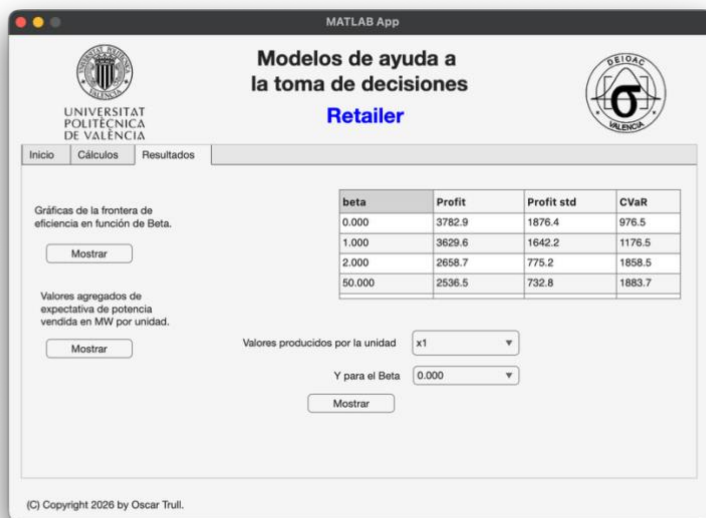 MATLAB App
UNIVERSITAT
POLITÈCNICA
DE VALÈNCIA
Modelos de ayuda a
la toma de decisiones
Retailer
DEIOAC
σ
VALENCIA
Inicio Cálculos Resultados
Gráficas de la frontera de
eficiencia en función de Beta.
Mostrar
Valores agregados de
expectativa de potencia
vendida en MW por unidad.
Mostrar
beta Profit Profit std CVaR
0.000 3782.9 1876.4 976.5
1.000 3629.6 1642.2 1176.5
2.000 2658.7 775.2 1858.5
50.000 2536.5 732.8 1883.7
Valores producidos por la unidad x1
Y para el Beta 0.000
Mostrar
(C) Copyright 2026 by Oscar Trull.